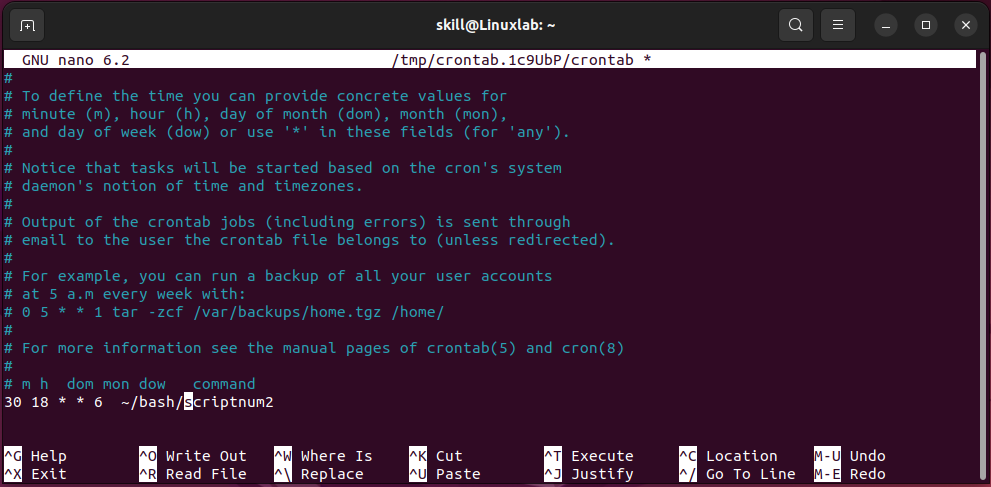 skill@Linuxlab: ~
GNU nano 6.2 /tmp/crontab.1c9UbP/crontab *
#
# To define the time you can provide concrete values for
# minute (m), hour (h), day of month (dom), month (mon),
# and day of week (dow) or use '*' in these fields (for 'any').
#
# Notice that tasks will be started based on the cron's system
# daemon's notion of time and timezones.
#
# Output of the crontab jobs (including errors) is sent through
# email to the user the crontab file belongs to (unless redirected).
#
# For example, you can run a backup of all your user accounts
# at 5 a.m every week with:
# 0 5 * * 1 tar -zcf /var/backups/home.tgz /home/
#
# For more information see the manual pages of crontab(5) and cron(8)
#
# m h  dom mon dow   command
30 18 * * 6  ~/bash/scriptnum2
^G Help ^O Write Out ^W Where Is ^K Cut ^T Execute ^C Location M-U Undo
^X Exit ^R Read File ^\ Replace ^U Paste ^J Justify ^/ Go To Line M-E Redo